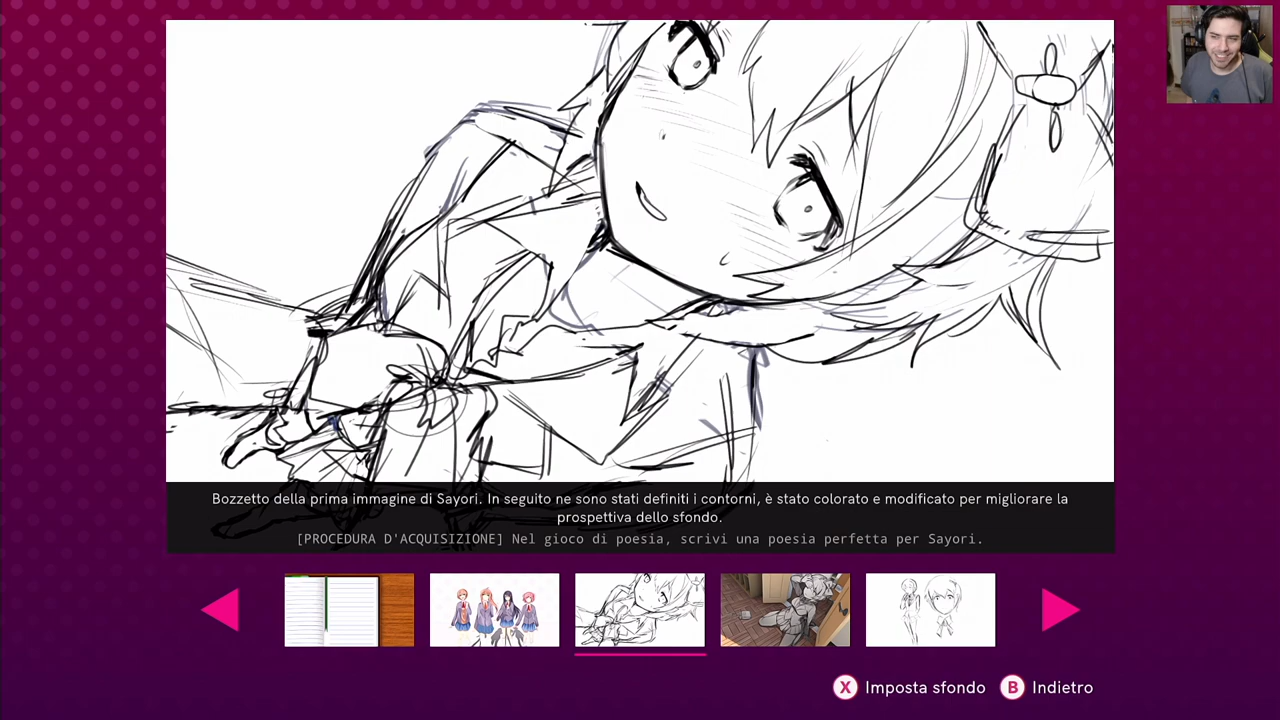 Bozzetto della prima immagine di Sayori. In seguito ne sono stati definiti i contorni, è stato colorato e modificato per migliorare la
prospettiva dello sfondo.
[PROCEDURA D'ACQUISIZIONE] Nel gioco di poesia, scrivi una poesia perfetta per Sayori.
X Imposta sfondo B Indietro